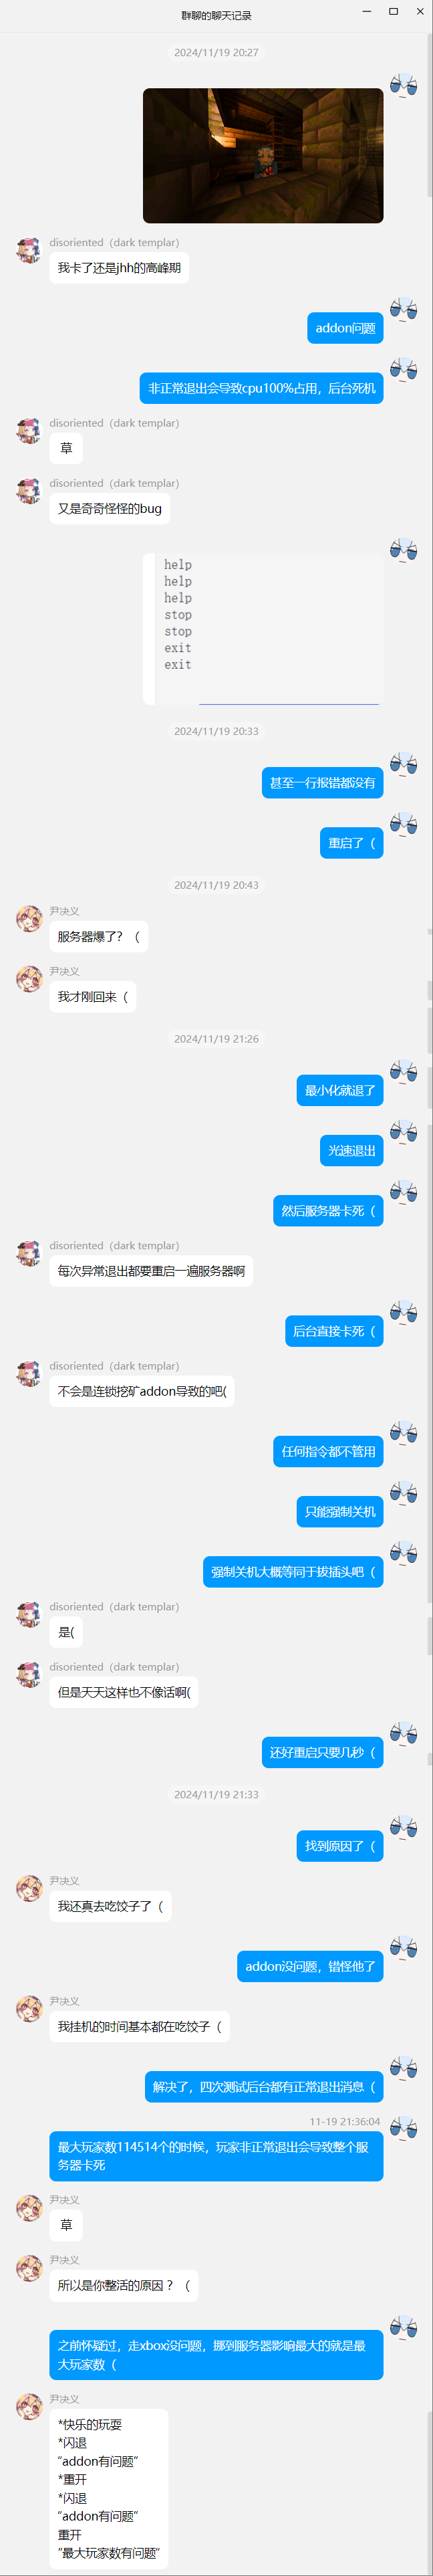 群聊的聊天记录
2024/11/19 20:27
disoriented（dark templar）
我卡了还是jhh的高峰期
addon问题
非正常退出会导致cpu100%占用，后台死机
disoriented（dark templar）
草
disoriented（dark templar）
又是奇奇怪怪的bug
help
help
help
stop
stop
exit
exit
2024/11/19 20:33
甚至一行报错都没有
重启了（
2024/11/19 20:43
尹决义
服务器爆了？（
尹决义
我才刚回来（
2024/11/19 21:26
最小化就退了
光速退出
然后服务器卡死（
disoriented（dark templar）
每次异常退出都要重启一遍服务器啊
后台直接卡死（
disoriented（dark templar）
不会是连锁挖矿addon导致的吧(
任何指令都不管用
只能强制关机
强制关机大概等同于拔插头吧（
disoriented（dark templar）
是(
disoriented（dark templar）
但是天天这样也不像话啊(
还好重启只要几秒（
2024/11/19 21:33
找到原因了（
尹决义
我还真去吃饺子了（
addon没问题，错怪他了
尹决义
我挂机的时间基本都在吃饺子（
解决了，四次测试后台都有正常退出消息（
11-19 21:36:04
最大玩家数114514个的时候，玩家非正常退出会导致整个服
务器卡死
尹决义
草
尹决义
所以是你整活的原因？（
之前怀疑过，走xbox没问题，挪到服务器影响最大的就是最
大玩家数（
尹决义
*快乐的玩耍
*闪退
“addon有问题”
*重开
*闪退
“addon有问题”
重开
“最大玩家数有问题”